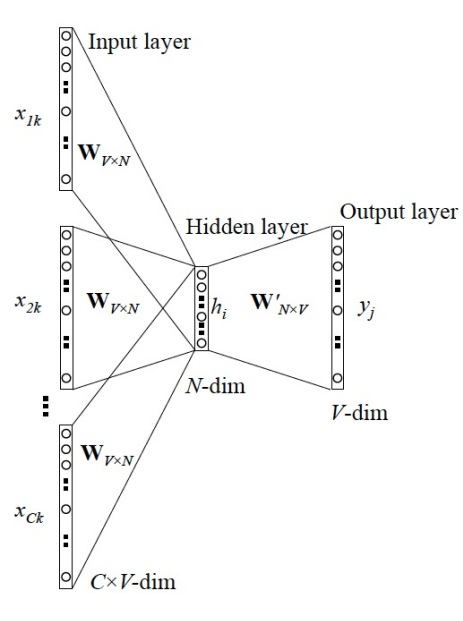 Input layer
x1k
WV×N
Hidden layer
Output layer
x2k
WV×N
hi
W'N×V
yj
N-dim
V-dim
WV×N
xCk
C×V-dim